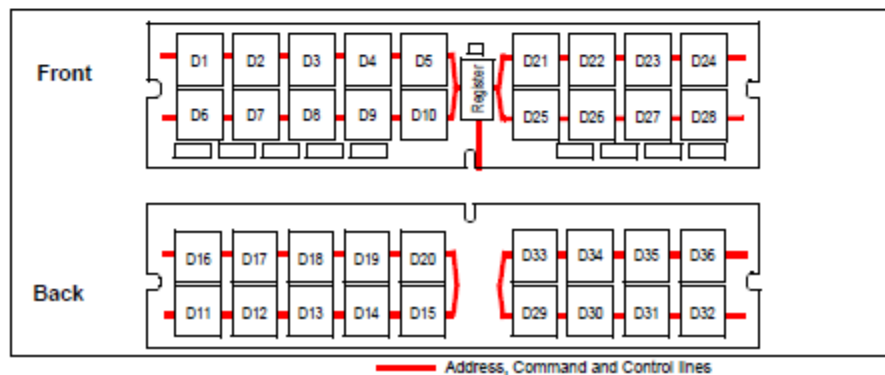 Front
D1 D2 D3 D4 D5 Register D21 D22 D23 D24
D6 D7 D8 D9 D10 D25 D26 D27 D28
Back
D16 D17 D18 D19 D20 D33 D34 D35 D36
D11 D12 D13 D14 D15 D29 D30 D31 D32
Address, Command and Control lines